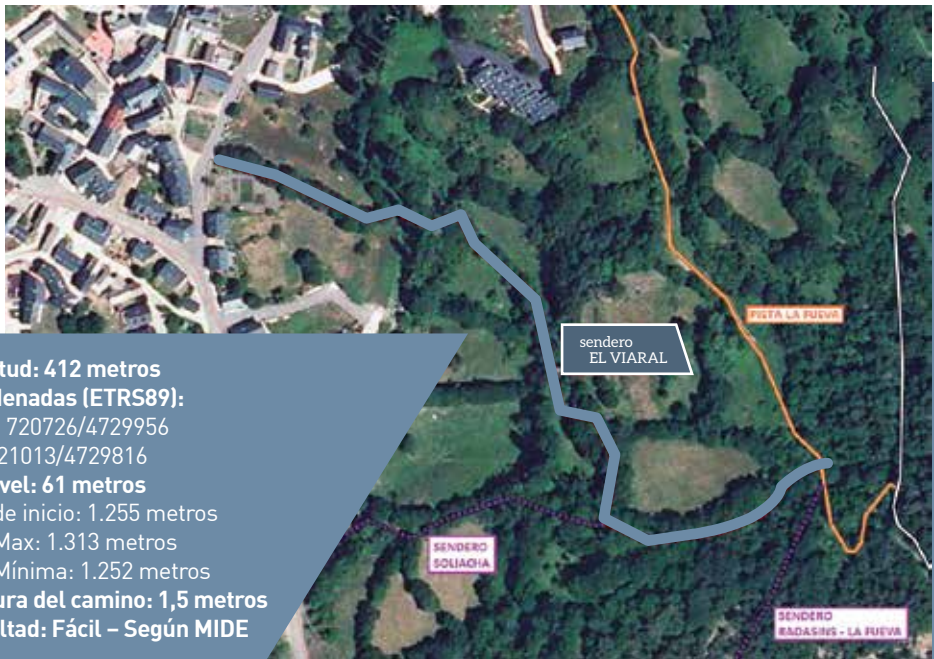 sendero
EL VIARAL
PISTA LA FUEVA
SENDERO
SOLIACHA
SENDERO
BADASINS - LA FUEVA
tud: 412 metros
denadas (ETRS89):
720726/4729956
21013/4729816
vel: 61 metros
de inicio: 1.255 metros
Max: 1.313 metros
Mínima: 1.252 metros
ura del camino: 1,5 metros
ltad: Fácil – Según MIDE